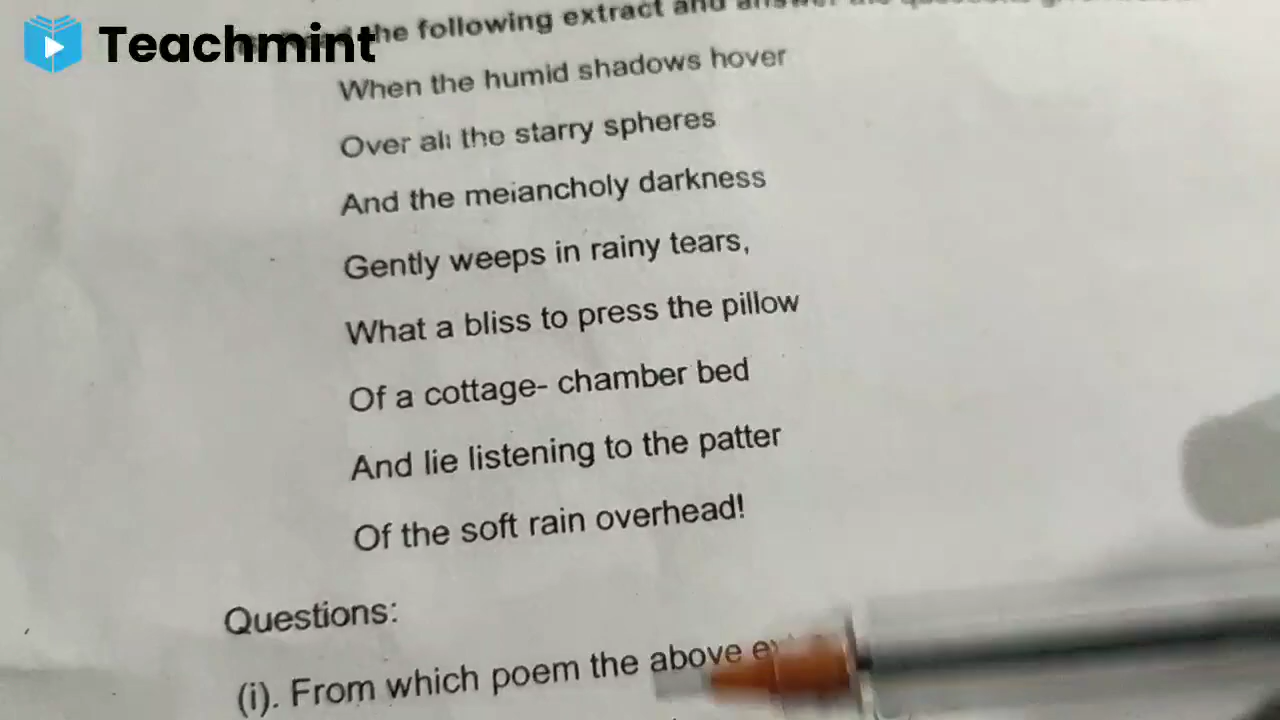 Teachmint
the following extract and answer the
When the humid shadows hover
Over all the starry spheres
And the melancholy darkness
Gently weeps in rainy tears,
What a bliss to press the pillow
Of a cottage- chamber bed
And lie listening to the patter
Of the soft rain overhead!
Questions:
(i). From which poem the above